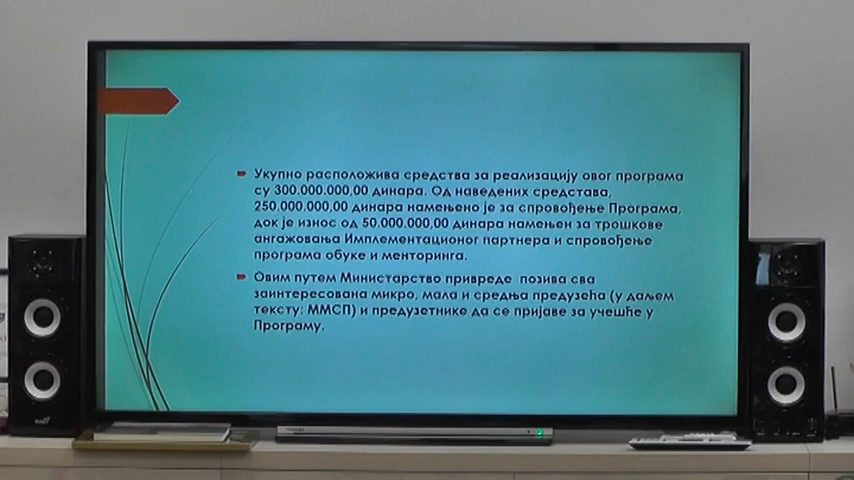 Укупно расположива средства за реализацију овог програма
су 300.000.000,00 динара. Од наведених средстава,
250.000.000,00 динара намењено је за спровођење Програма,
док је износ од 50.000.000,00 динара намењен за трошкове
ангажовања Имплементационог партнера и спровођење
програма обуке и менторинга.
Овим путем Министарство привреде позива сва
заинтересована микро, мала и средња предузећа (у даљем
тексту: ММСП) и предузетнике да се пријаве за учешће у
Програму.